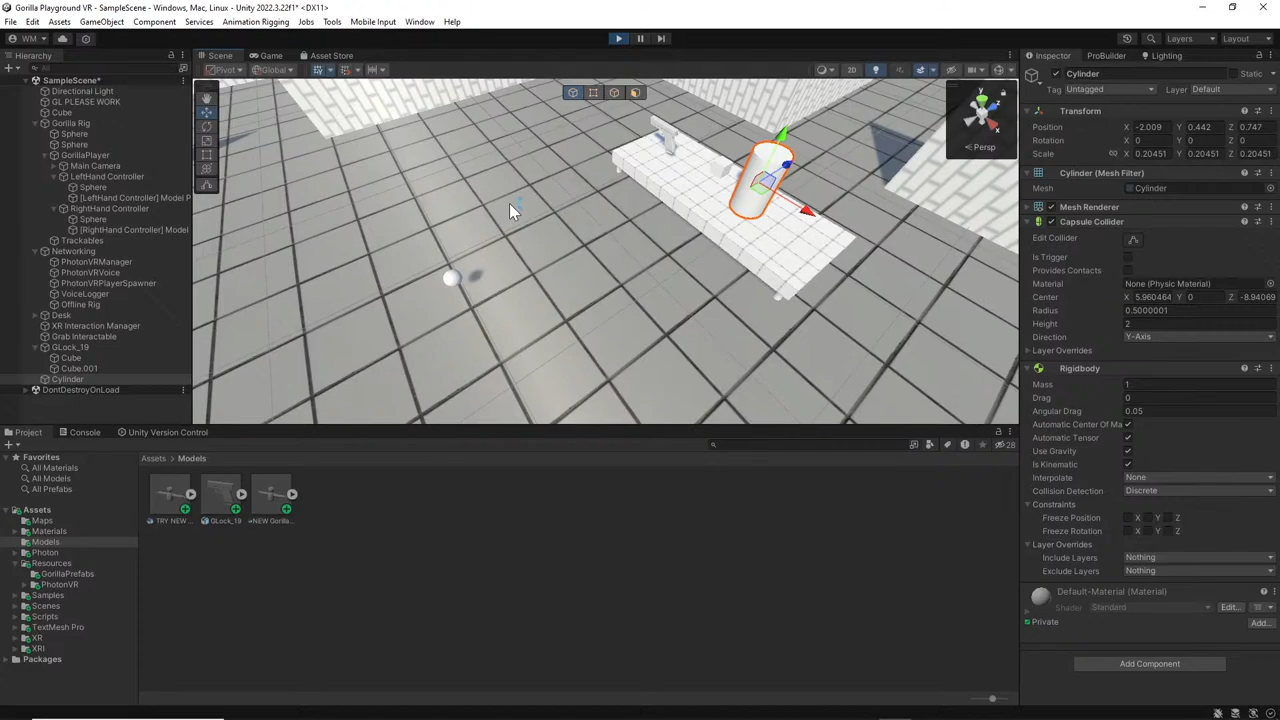 Gorilla Playground VR - SampleScene - Windows, Mac, Linux - Unity 2022.3.22f1* <DX11>
File Edit Assets GameObject Component Services Animation Rigging Jobs Tools Mobile Input Window Help
WM Layers Layout
Hierarchy Scene Game Asset Store Inspector ProBuilder Lighting
All Pivot Global 2D
SampleScene*
Directional Light
GL PLEASE WORK
Cube
Gorilla Rig
Sphere
Sphere
GorillaPlayer
Main Camera
LeftHand Controller
Sphere
[LeftHand Controller] Model P
RightHand Controller
Sphere
[RightHand Controller] Model
Trackables
Networking
PhotonVRManager
PhotonVRVoice
PhotonVRPlayerSpawner
VoiceLogger
Offline Rig
Desk
XR Interaction Manager
Grab Interactable
GLock_19
Cube
Cube.001
Cylinder
DontDestroyOnLoad
y
z
x
Persp
Cylinder Static
Tag Untagged Layer Default
Transform
Position X -2.009 Y 0.442 Z 0.747
Rotation X 0 Y 0 Z 0
Scale X 0.20451 Y 0.20451 Z 0.20451
Cylinder (Mesh Filter)
Mesh Cylinder
Mesh Renderer
Capsule Collider
Edit Collider
Is Trigger
Provides Contacts
Material None (Physic Material)
Center X 5.960464 Y 0 Z -8.94069
Radius 0.5000001
Height 2
Direction Y-Axis
Layer Overrides
Rigidbody
Mass 1
Drag 0
Angular Drag 0.05
Automatic Center Of Ma
Automatic Tensor
Use Gravity
Is Kinematic
Interpolate None
Collision Detection Discrete
Constraints
Freeze Position X Y Z
Freeze Rotation X Y Z
Layer Overrides
Include Layers Nothing
Exclude Layers Nothing
Default-Material (Material)
Shader Standard Edit...
Private Add...
Add Component
Project Console Unity Version Control
28
Favorites
All Materials
All Models
All Prefabs
Assets
Maps
Materials
Models
Photon
Resources
GorillaPrefabs
PhotonVR
Samples
Scenes
Scripts
TextMesh Pro
XR
XRI
Packages
Assets Models
TRY NEW ... GLock_19 NEW Gorilla...